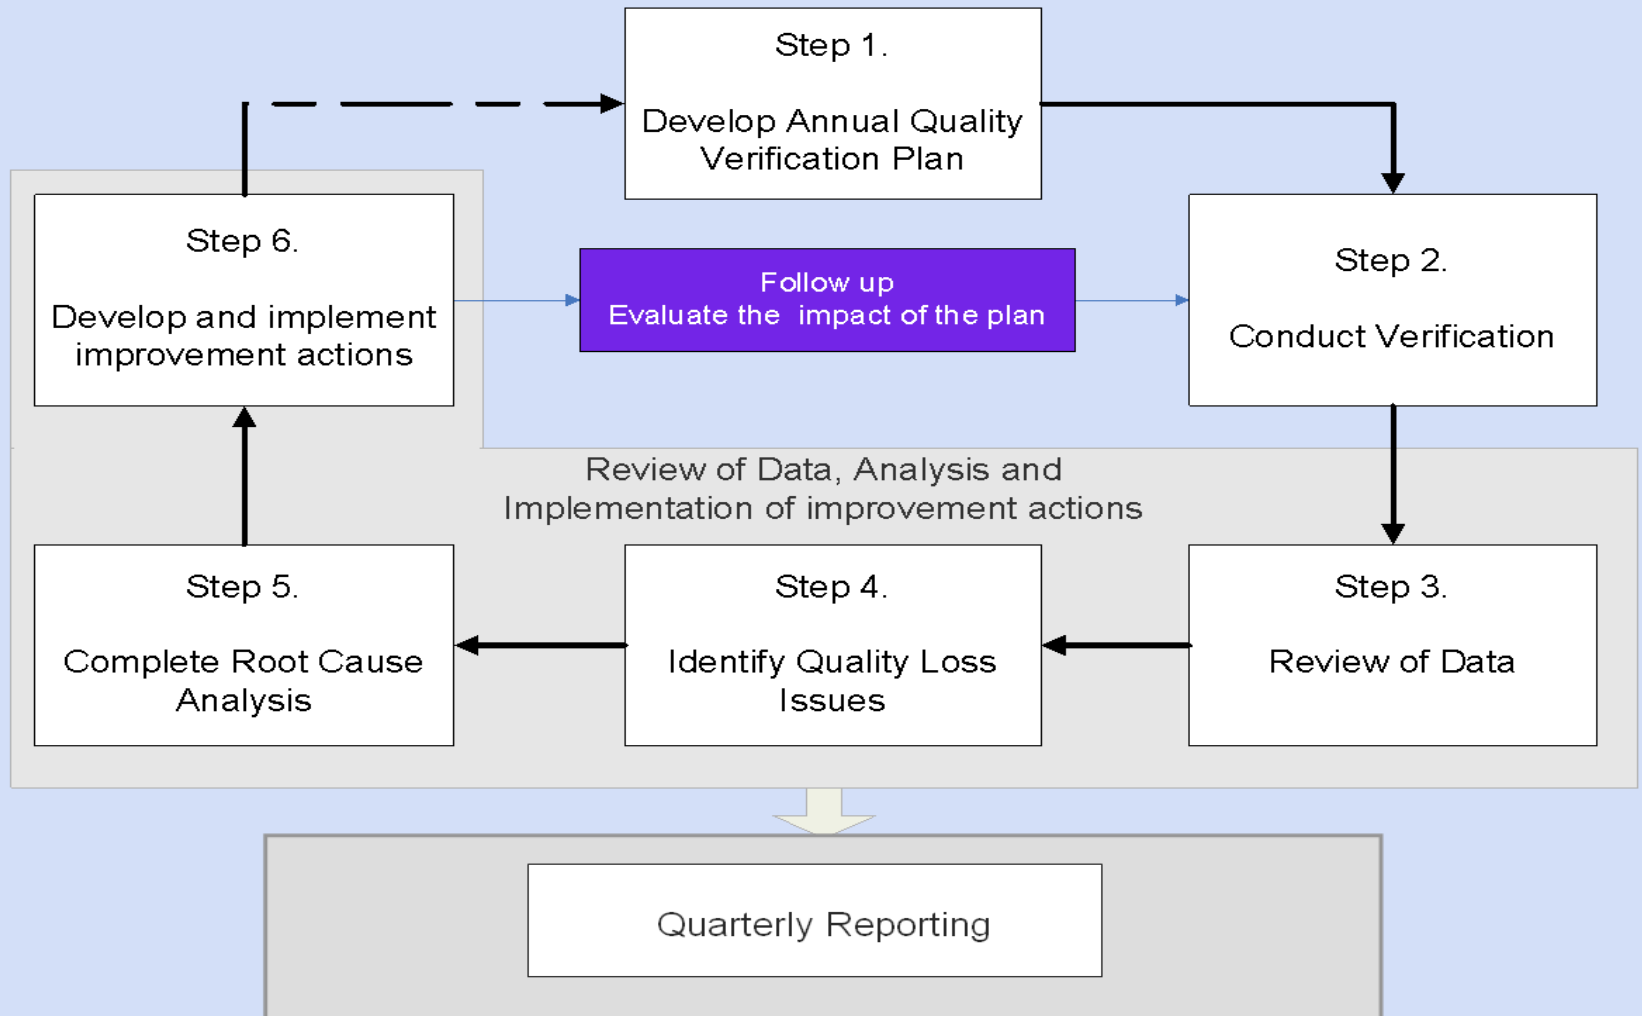 Step 1.
Develop Annual Quality
Verification Plan
Step 6.
Develop and implement
improvement actions
Follow up
Evaluate the impact of the plan
Step 2.
Conduct Verification
Review of Data, Analysis and
Implementation of improvement actions
Step 5.
Complete Root Cause
Analysis
Step 4.
Identify Quality Loss
Issues
Step 3.
Review of Data
Quarterly Reporting